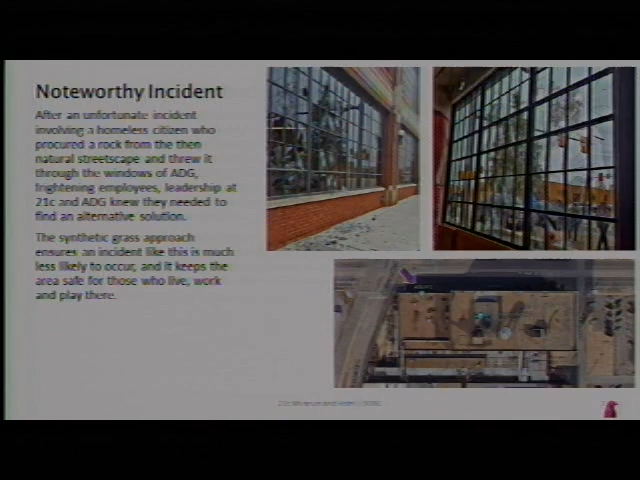 Noteworthy Incident
After an unfortunate incident
involving a homeless citizen who
procured a rock from the then
natural streetscape and threw it
through the windows of ADG,
frightening employees, leadership at
21c and ADG knew they needed to
find an alternative solution.
The synthetic grass approach
ensures an incident like this is much
less likely to occur, and it keeps the
area safe for those who live, work
and play there.